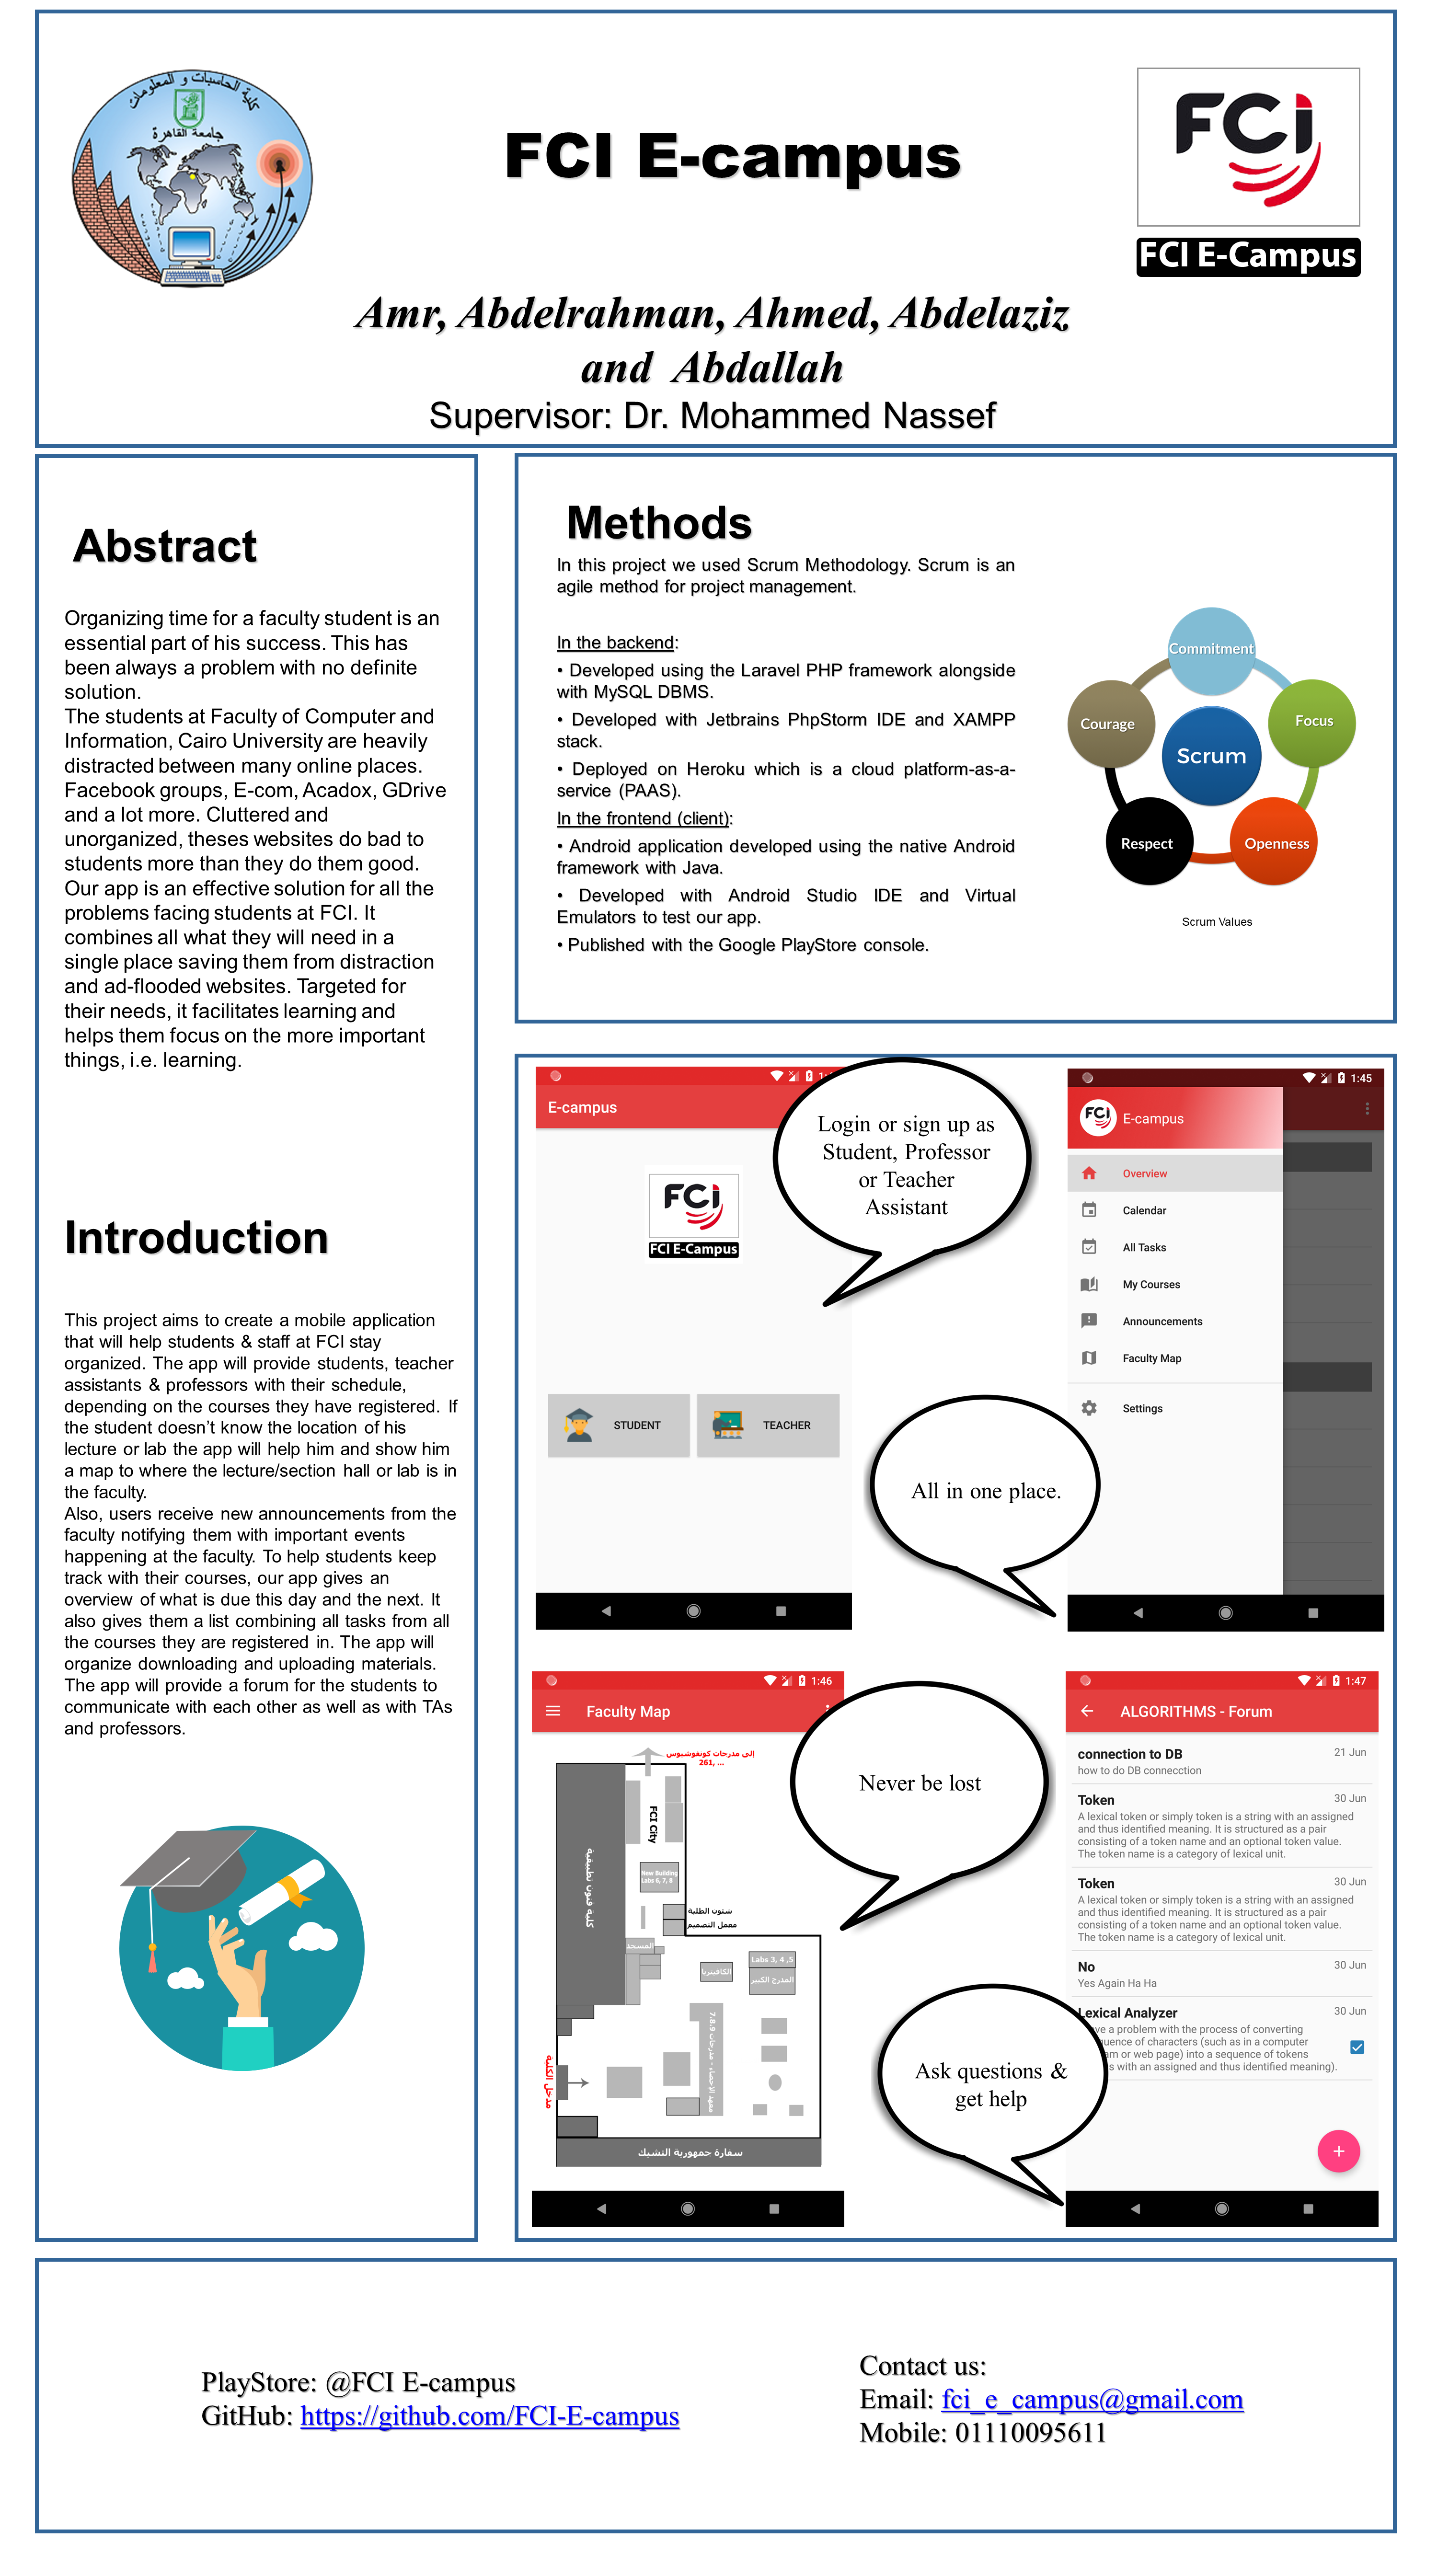 كلية الحاسبات و المعلومات
جامعة القاهرة
FCI E-campus
FCi
FCI E-Campus
Amr, Abdelrahman, Ahmed, Abdelaziz
and Abdallah
Supervisor: Dr. Mohammed Nassef
Abstract
Organizing time for a faculty student is an
essential part of his success. This has
been always a problem with no definite
solution.
The students at Faculty of Computer and
Information, Cairo University are heavily
distracted between many online places.
Facebook groups, E-com, Acadox, GDrive
and a lot more. Cluttered and
unorganized, theses websites do bad to
students more than they do them good.
Our app is an effective solution for all the
problems facing students at FCI. It
combines all what they will need in a
single place saving them from distraction
and ad-flooded websites. Targeted for
their needs, it facilitates learning and
helps them focus on the more important
things, i.e. learning.
Introduction
This project aims to create a mobile application
that will help students & staff at FCI stay
organized. The app will provide students, teacher
assistants & professors with their schedule,
depending on the courses they have registered. If
the student doesn't know the location of his
lecture or lab the app will help him and show him
a map to where the lecture/section hall or lab is in
the faculty.
Also, users receive new announcements from the
faculty notifying them with important events
happening at the faculty. To help students keep
track with their courses, our app gives an
overview of what is due this day and the next. It
also gives them a list combining all tasks from all
the courses they are registered in. The app will
organize downloading and uploading materials.
The app will provide a forum for the students to
communicate with each other as well as with TAs
and professors.
Methods
In this project we used Scrum Methodology. Scrum is an
agile method for project management.
In the backend:
• Developed using the Laravel PHP framework alongside
with MySQL DBMS.
• Developed with Jetbrains PhpStorm IDE and XAMPP
stack.
• Deployed on Heroku which is a cloud platform-as-a-
service (PAAS).
In the frontend (client):
• Android application developed using the native Android
framework with Java.
• Developed with Android Studio IDE and Virtual
Emulators to test our app.
• Published with the Google PlayStore console.
Commitment
Courage
Focus
Scrum
Respect
Openness
Scrum Values
E-campus
FCi
FCI E-Campus
STUDENT
TEACHER
Login or sign up as
Student, Professor
or Teacher
Assistant
1:45
FCi
E-campus
Overview
Calendar
All Tasks
My Courses
Announcements
Faculty Map
Settings
All in one place.
1:46
Faculty Map
إلى مدرجات كونفوشيوس
261, ...
FCI City
كلية فنون تطبيقية
New Building
Labs 6, 7, 8
شئون الطلبة
معمل التصميم
المسجد
الكافيتريا
Labs 3, 4 ,5
المدرج الكبير
معهد الاحصاء - مدرجات 7،8،9
مدخل الكلية
سفارة جمهورية التشيك
Never be lost
1:47
ALGORITHMS - Forum
connection to DB
21 Jun
how to do DB connecction
Token
30 Jun
A lexical token or simply token is a string with an assigned
and thus identified meaning. It is structured as a pair
consisting of a token name and an optional token value.
The token name is a category of lexical unit.
Token
30 Jun
A lexical token or simply token is a string with an assigned
and thus identified meaning. It is structured as a pair
consisting of a token name and an optional token value.
The token name is a category of lexical unit.
No
30 Jun
Yes Again Ha Ha
Lexical Analyzer
30 Jun
a problem with the process of converting
of characters (such as in a computer
or web page) into a sequence of tokens
with an assigned and thus identified meaning).
Ask questions &
get help
PlayStore: @FCI E-campus
GitHub: https://github.com/FCI-E-campus
Contact us:
Email: fci_e_campus@gmail.com
Mobile: 01110095611